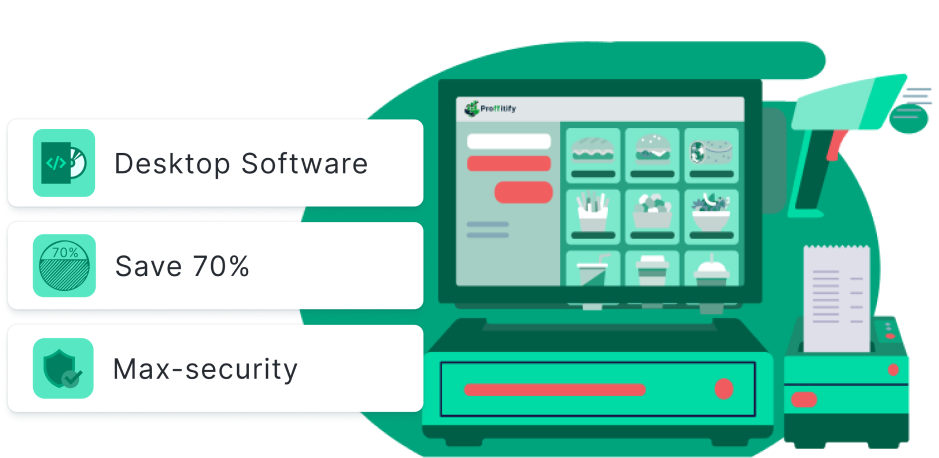 Proffitify
Desktop Software
70%
Save 70%
Max-security